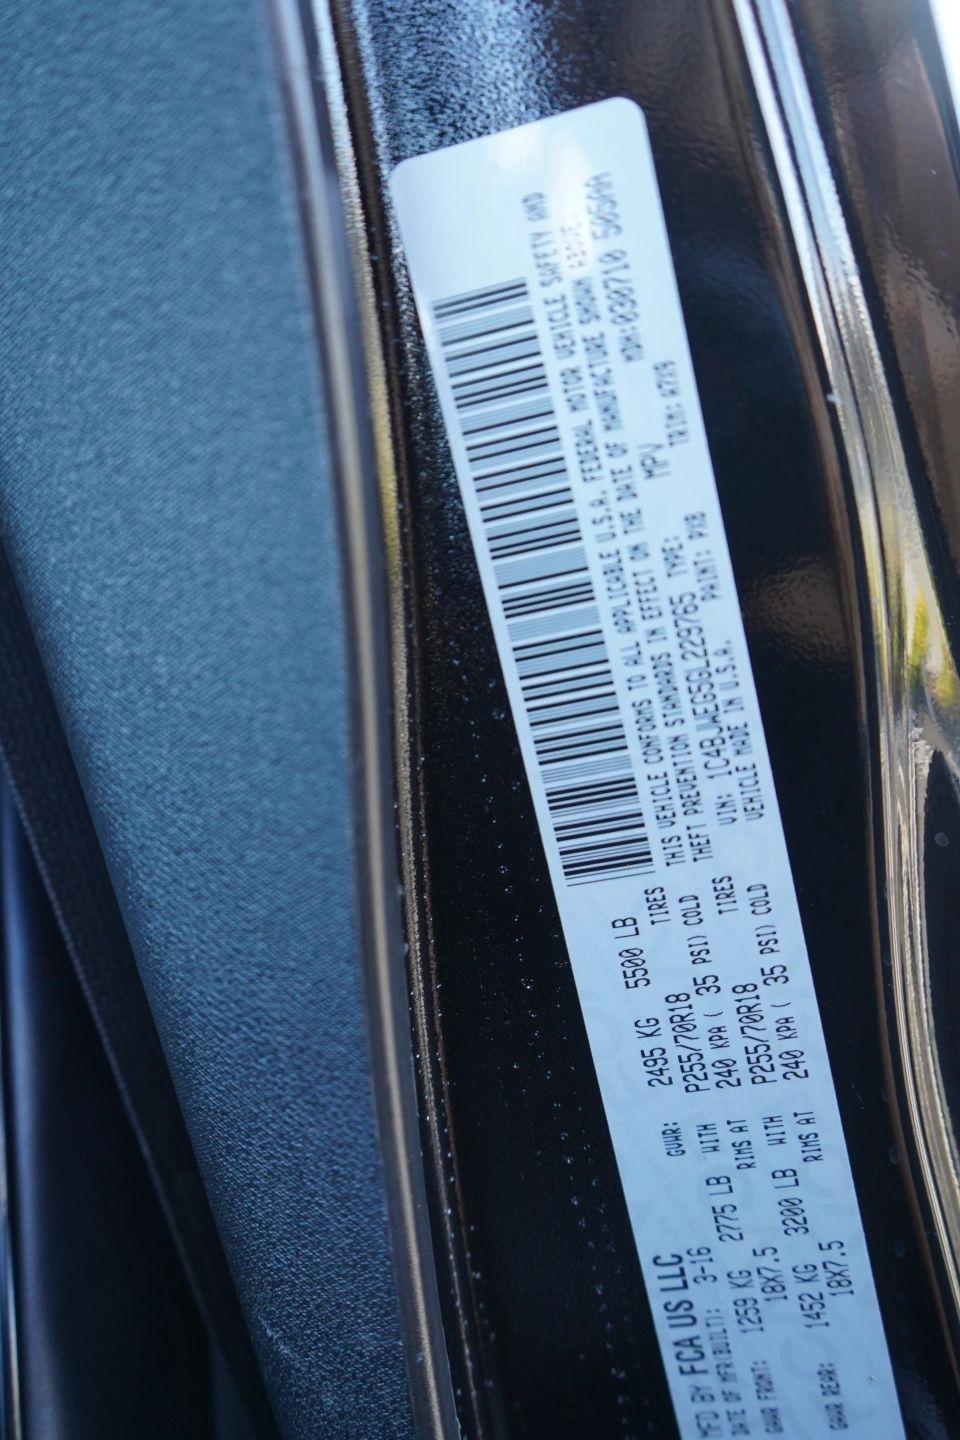 MFD BY FCA US LLC
DATE OF MFR(BUILT): 3-16 GVWR: 2495 KG 5500 LB
GAWR FRONT: 1259 KG 2775 LB WITH P255/70R18 TIRES
18X7.5 RIMS AT 240 KPA ( 35 PSI) COLD
GAWR REAR: 1452 KG 3200 LB WITH P255/70R18 TIRES
18X7.5 RIMS AT 240 KPA ( 35 PSI) COLD
THIS VEHICLE CONFORMS TO ALL APPLICABLE U.S.A. FEDERAL MOTOR VEHICLE SAFETY AND
THEFT PREVENTION STANDARDS IN EFFECT ON THE DATE OF MANUFACTURE SHOWN ABOVE.
VIN: 1C4BJWEG5GL229765 TYPE: MPV MDH:030710 505AA
VEHICLE MADE IN U.S.A. PAINT: PX8 TRIM: A7T9